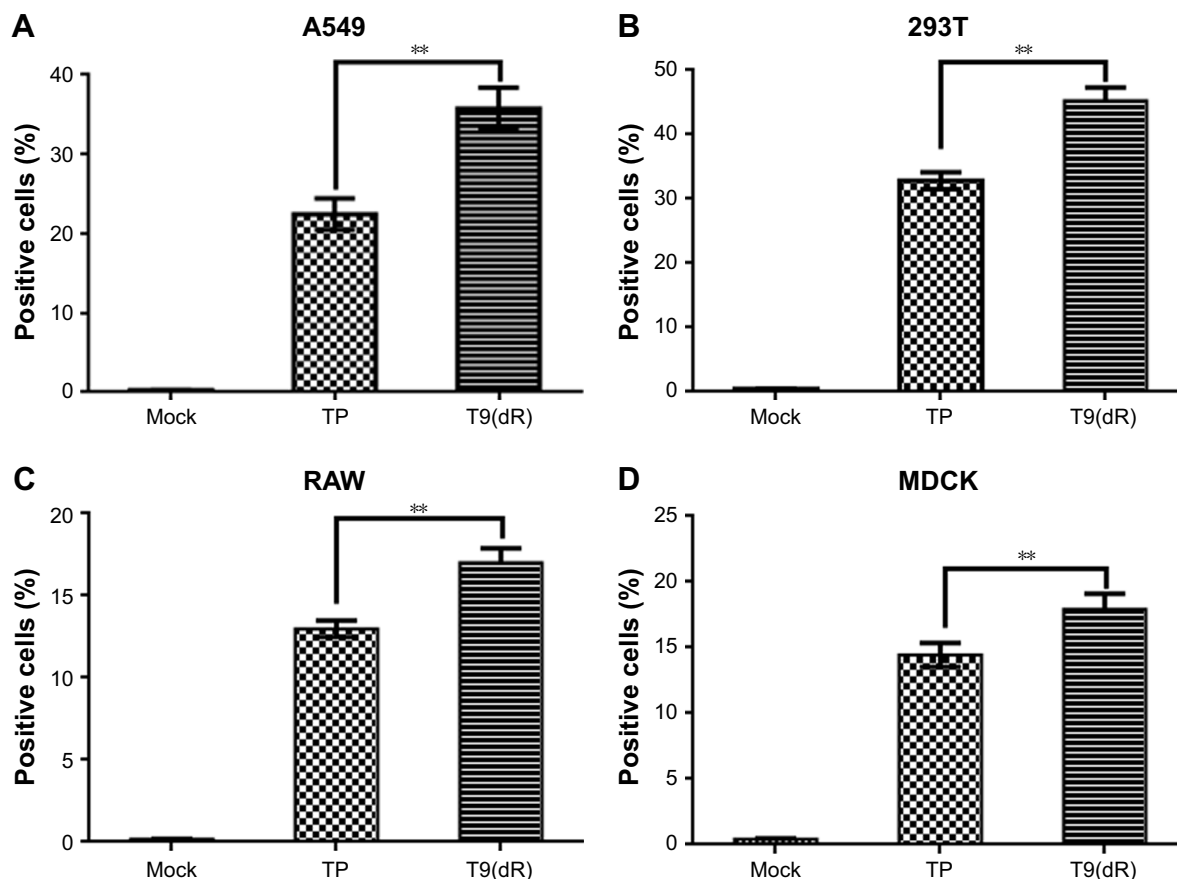 A
A549
**
Positive cells (%)
40
30
20
10
0
Mock
TP
T9(dR)
B
293T
**
Positive cells (%)
50
40
30
20
10
0
Mock
TP
T9(dR)
C
RAW
**
Positive cells (%)
20
15
10
5
0
Mock
TP
T9(dR)
D
MDCK
**
Positive cells (%)
25
20
15
10
5
0
Mock
TP
T9(dR)